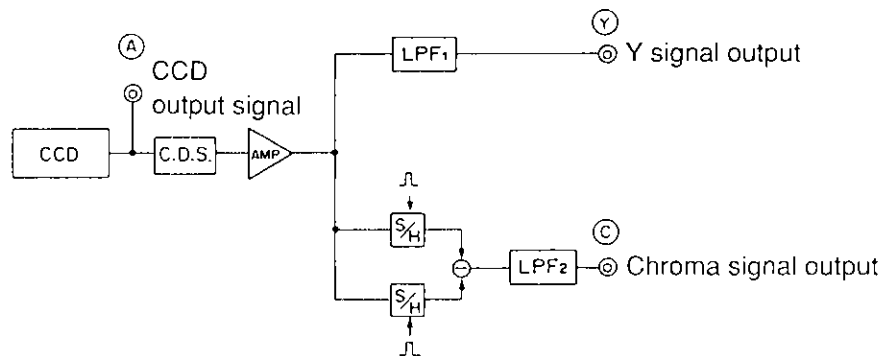 Ⓐ
CCD
output signal
CCD
C.D.S.
AMP
LPF₁
Ⓨ
Y signal output
S/H
S/H
−
LPF₂
Ⓒ
Chroma signal output